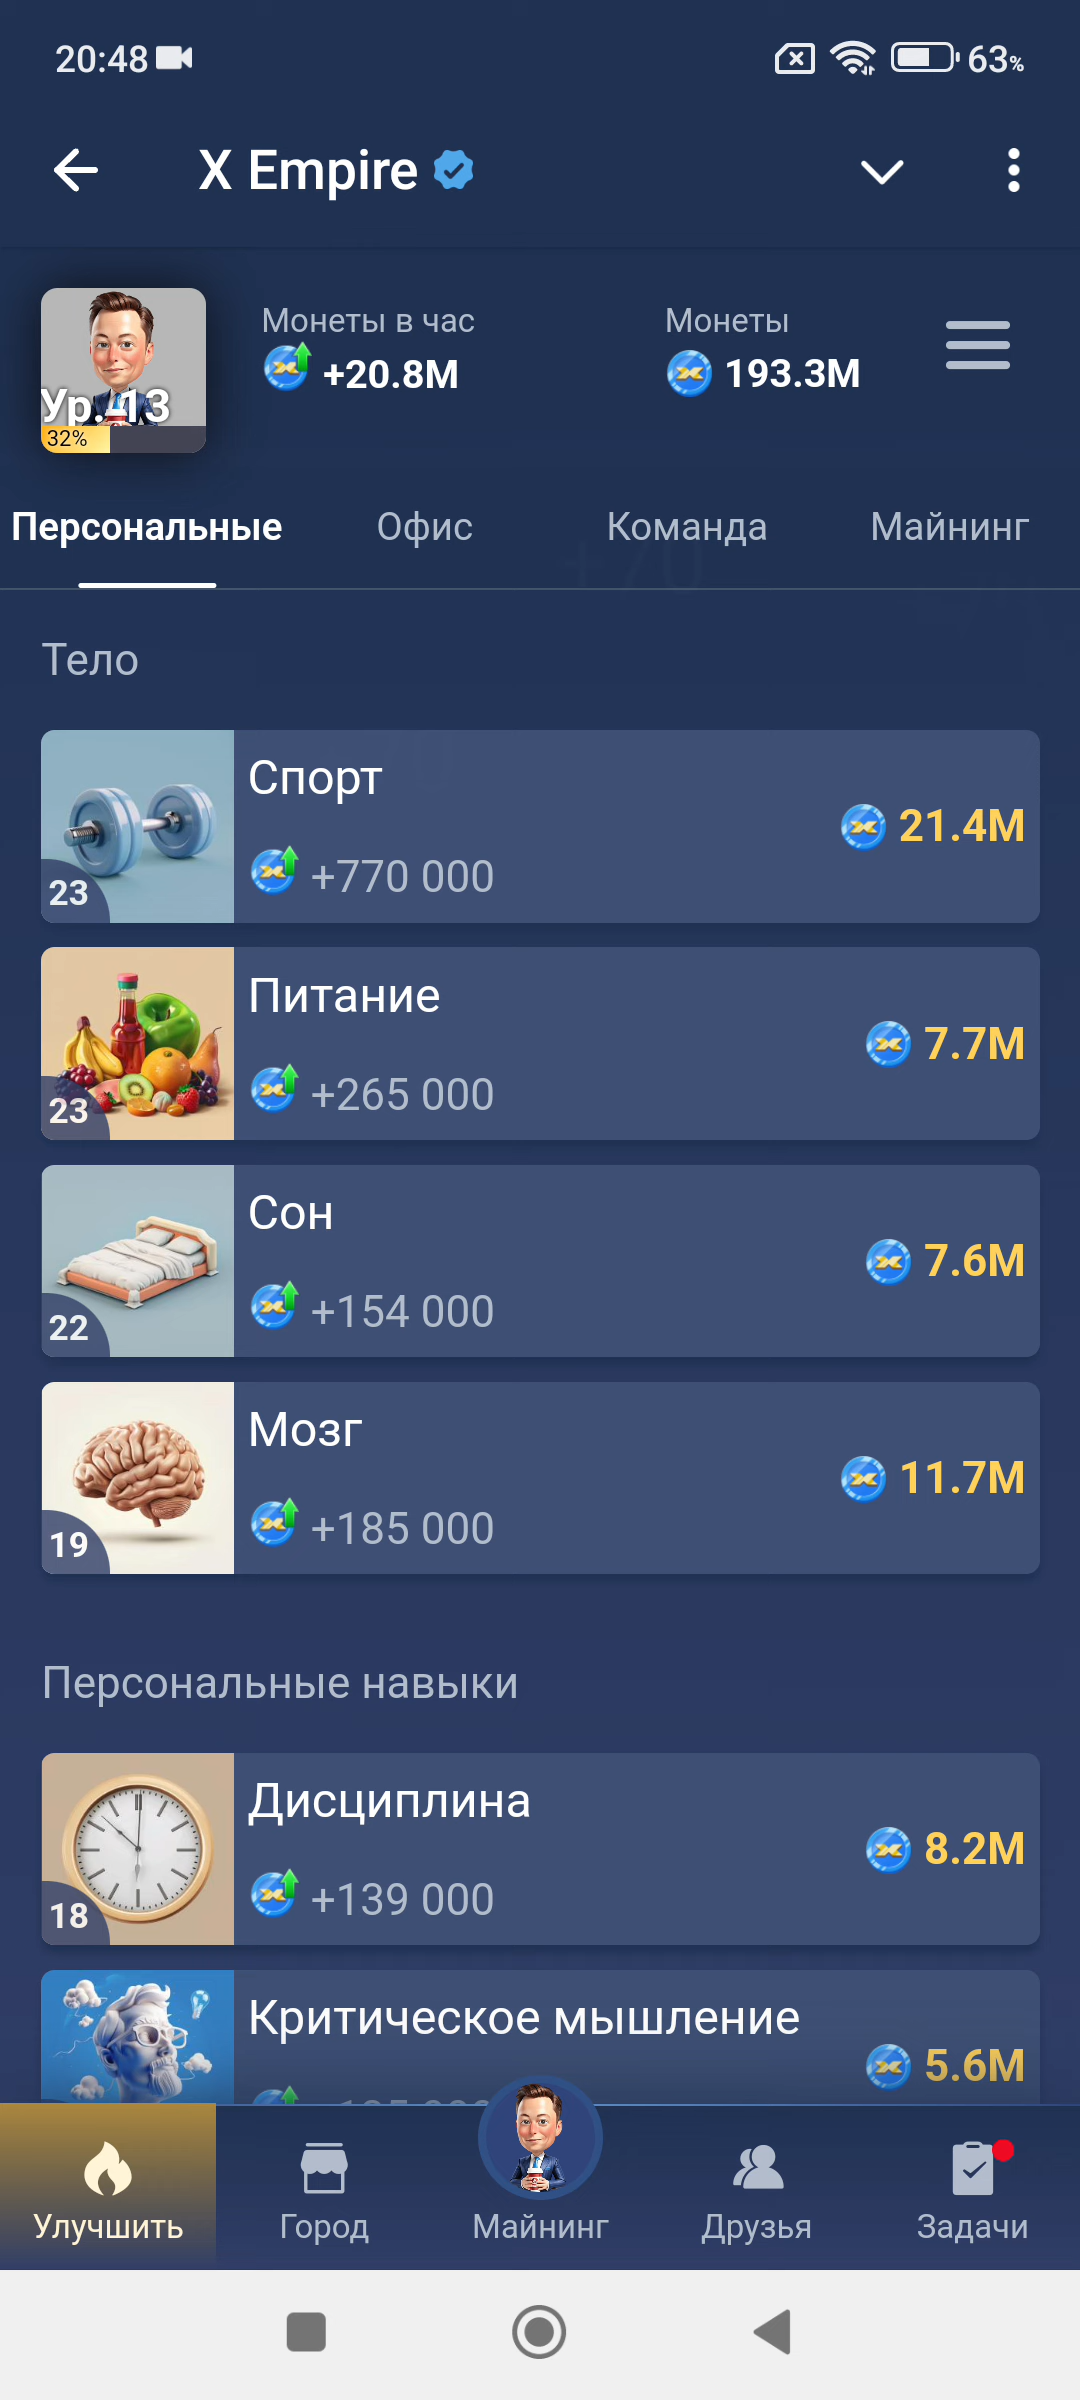 20:48
63%
X Empire
Монеты в час
Монеты
+20.8M
193.3M
Ур. 13
32%
Персональные
Офис
Команда
Майнинг
Тело
Спорт
21.4M
+770 000
23
Питание
7.7M
+265 000
23
Сон
7.6M
+154 000
22
Мозг
11.7M
+185 000
19
Персональные навыки
Дисциплина
8.2M
+139 000
18
Критическое мышление
5.6M
Улучшить
Город
Майнинг
Друзья
Задачи